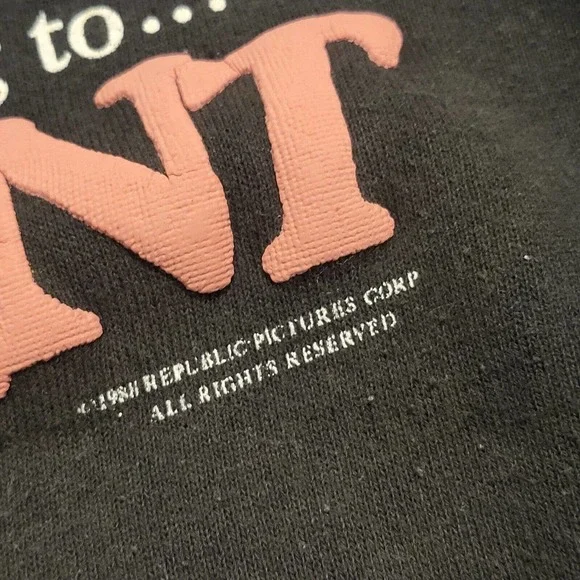 to...
NT
©1988 REPUBLIC PICTURES CORP
ALL RIGHTS RESERVED